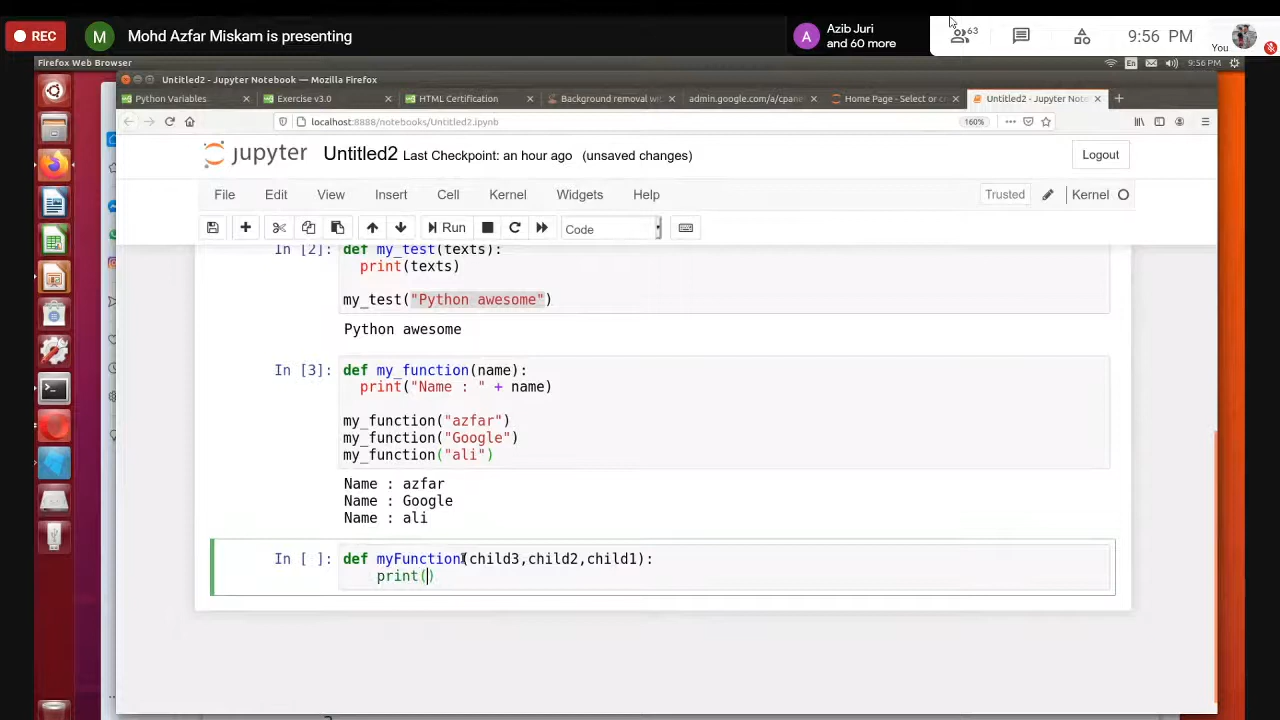 REC
M
Mohd Azfar Miskam is presenting
A
Azib Juri
and 60 more
63
9:56 PM
You
Firefox Web Browser
En
9:56 PM
Untitled2 - Jupyter Notebook — Mozilla Firefox
Python Variables
Exercise v3.1
HTML Certification
Background removal wit
admin.google.com/a/cpane
Home Page - Select or cr
Untitled2 - Jupyter Note
localhost:8888/notebooks/Untitled2.ipynb
160%
jupyter
Untitled2
Last Checkpoint: an hour ago
(unsaved changes)
Logout
File
Edit
View
Insert
Cell
Kernel
Widgets
Help
Trusted
Kernel
Run
Code
In [2]:
def my_test(texts):
print(texts)
my_test("Python awesome")
Python awesome
In [3]:
def my_function(name):
print("Name : " + name)
my_function("azfar")
my_function("Google")
my_function("ali")
Name : azfar
Name : Google
Name : ali
In [ ]:
def myFunction(child3,child2,child1):
print()